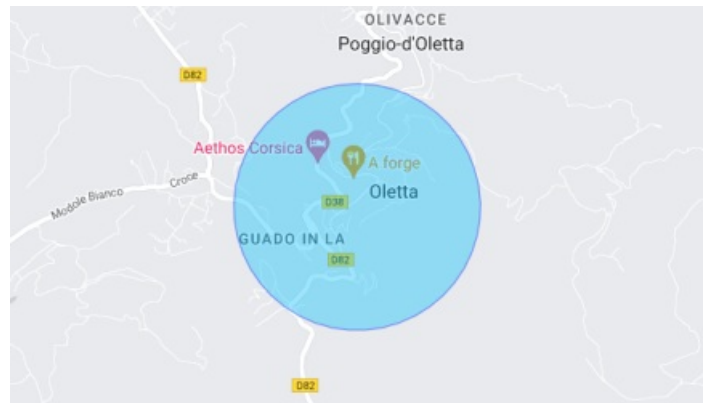 OLIVACCE
Poggio-d'Oletta
D82
Aethos Corsica
A forge
Croce
Modole Bianco
D38
Oletta
GUADO IN LA
D82
D82